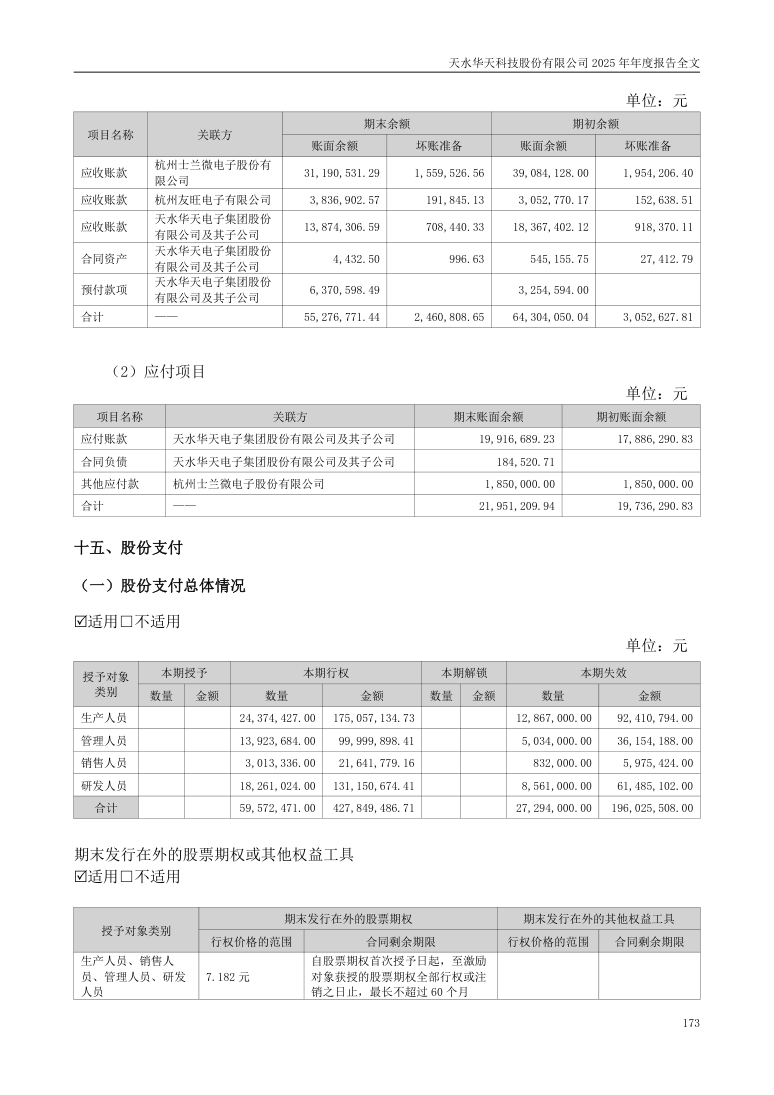 天水华天科技股份有限公司 2025 年年度报告全文
单位：元
项目名称 关联方 期末余额 期初余额
账面余额 坏账准备 账面余额 坏账准备
应收账款 杭州士兰微电子股份有限公司 31,190,531.29 1,559,526.56 39,084,128.00 1,954,206.40
应收账款 杭州友旺电子有限公司 3,836,902.57 191,845.13 3,052,770.17 152,638.51
应收账款 天水华天电子集团股份有限公司及其子公司 13,874,306.59 708,440.33 18,367,402.12 918,370.11
合同资产 天水华天电子集团股份有限公司及其子公司 4,432.50 996.63 545,155.75 27,412.79
预付款项 天水华天电子集团股份有限公司及其子公司 6,370,598.49 3,254,594.00
合计 —— 55,276,771.44 2,460,808.65 64,304,050.04 3,052,627.81
（2）应付项目
单位：元
项目名称 关联方 期末账面余额 期初账面余额
应付账款 天水华天电子集团股份有限公司及其子公司 19,916,689.23 17,886,290.83
合同负债 天水华天电子集团股份有限公司及其子公司 184,520.71
其他应付款 杭州士兰微电子股份有限公司 1,850,000.00 1,850,000.00
合计 —— 21,951,209.94 19,736,290.83
十五、股份支付
（一）股份支付总体情况
☑适用□不适用
单位：元
授予对象类别 本期授予 本期行权 本期解锁 本期失效
数量 金额 数量 金额 数量 金额 数量 金额
生产人员 24,374,427.00 175,057,134.73 12,867,000.00 92,410,794.00
管理人员 13,923,684.00 99,999,898.41 5,034,000.00 36,154,188.00
销售人员 3,013,336.00 21,641,779.16 832,000.00 5,975,424.00
研发人员 18,261,024.00 131,150,674.41 8,561,000.00 61,485,102.00
合计 59,572,471.00 427,849,486.71 27,294,000.00 196,025,508.00
期末发行在外的股票期权或其他权益工具
☑适用□不适用
授予对象类别 期末发行在外的股票期权 期末发行在外的其他权益工具
行权价格的范围 合同剩余期限 行权价格的范围 合同剩余期限
生产人员、销售人员、管理人员、研发人员 7.182 元 自股票期权首次授予日起，至激励对象获授的股票期权全部行权或注销之日止，最长不超过 60 个月
173